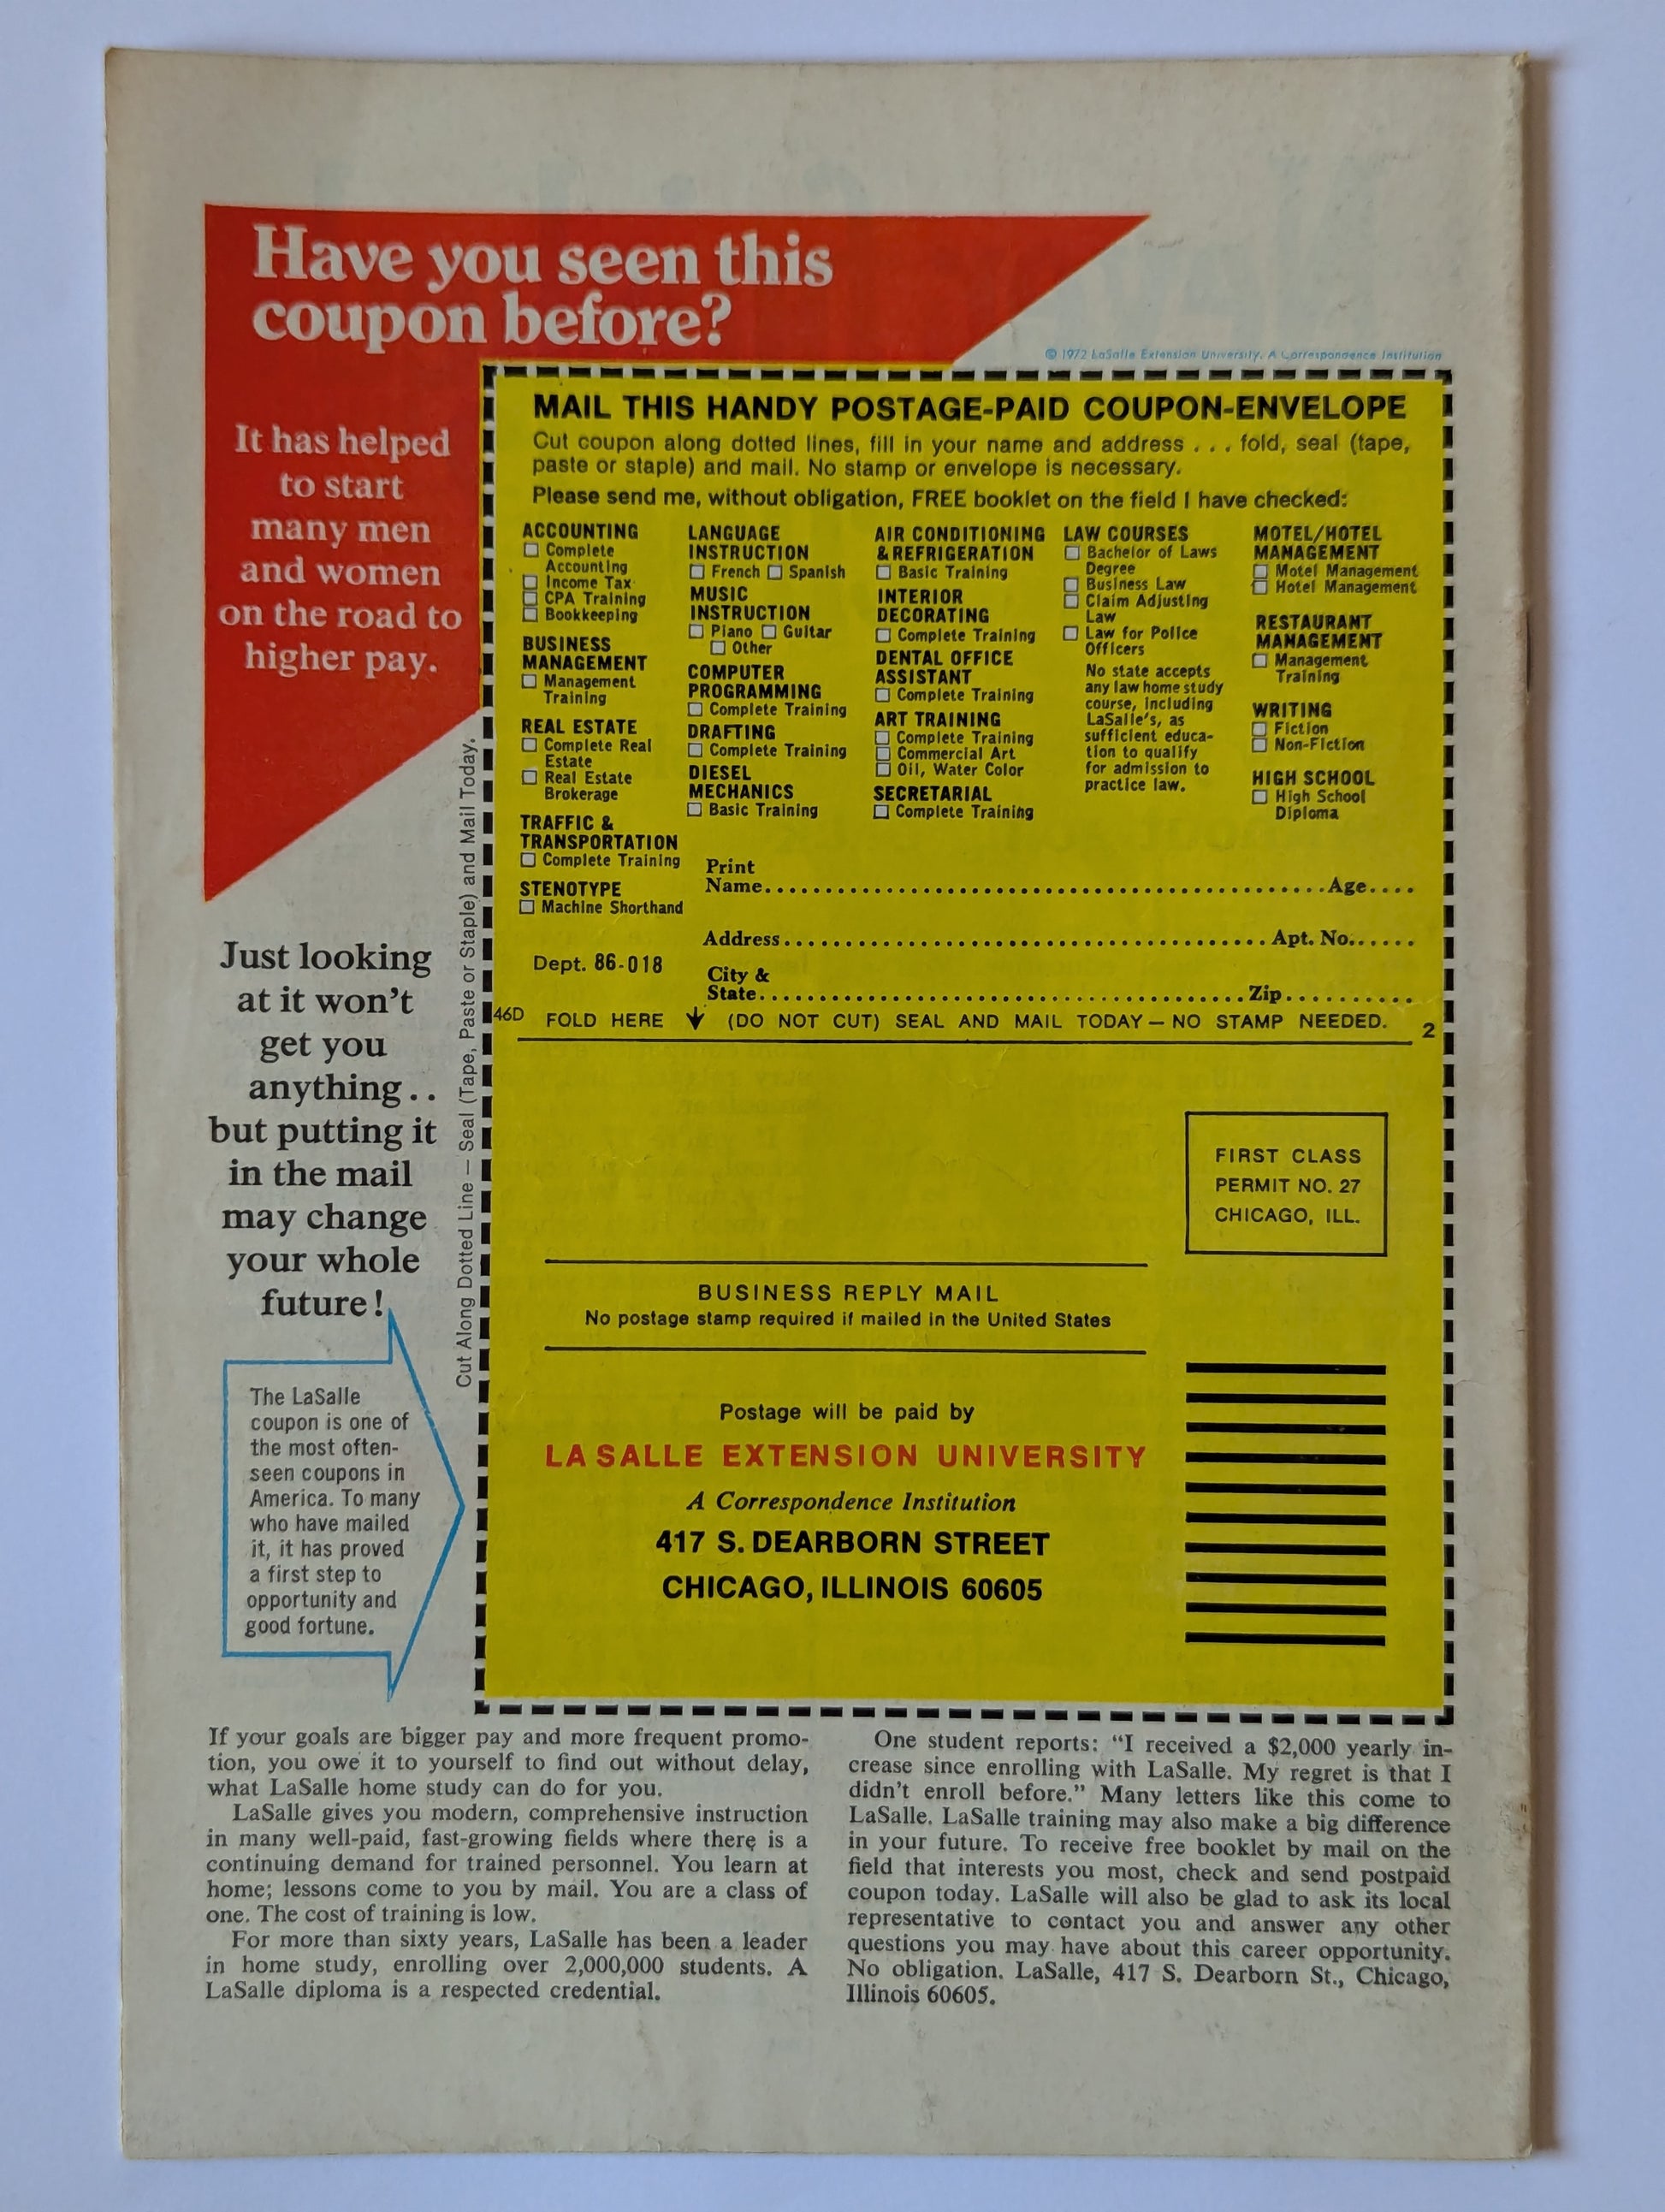 Have you seen this
coupon before?
It has helped
to start
many men
and women
on the road to
higher pay.
Just looking
at it won't
get you
anything..
but putting it
in the mail
may change
your whole
future!
The LaSalle
coupon is one of
the most often-
seen coupons in
America. To many
who have mailed
it, it has proved
a first step to
opportunity and
good fortune.
Cut Along Dotted Line — Seal (Tape, Paste or Staple) and Mail Today.
© 1972 LaSalle Extension University. A Correspondence Institution
MAIL THIS HANDY POSTAGE-PAID COUPON-ENVELOPE
Cut coupon along dotted lines, fill in your name and address . . . fold, seal (tape,
paste or staple) and mail. No stamp or envelope is necessary.
Please send me, without obligation, FREE booklet on the field I have checked:
ACCOUNTING
☐ Complete
Accounting
☐ Income Tax
☐ CPA Training
☐ Bookkeeping
BUSINESS
MANAGEMENT
☐ Management
Training
REAL ESTATE
☐ Complete Real
Estate
☐ Real Estate
Brokerage
TRAFFIC &
TRANSPORTATION
☐ Complete Training
STENOTYPE
☐ Machine Shorthand
LANGUAGE
INSTRUCTION
☐ French ☐ Spanish
MUSIC
INSTRUCTION
☐ Piano ☐ Guitar
☐ Other
COMPUTER
PROGRAMMING
☐ Complete Training
DRAFTING
☐ Complete Training
DIESEL
MECHANICS
☐ Basic Training
AIR CONDITIONING
& REFRIGERATION
☐ Basic Training
INTERIOR
DECORATING
☐ Complete Training
DENTAL OFFICE
ASSISTANT
☐ Complete Training
ART TRAINING
☐ Complete Training
☐ Commercial Art
☐ Oil, Water Color
SECRETARIAL
☐ Complete Training
LAW COURSES
☐ Bachelor of Laws
Degree
☐ Business Law
☐ Claim Adjusting
Law
☐ Law for Police
Officers
No state accepts
any law home study
course, including
LaSalle's, as
sufficient educa-
tion to qualify
for admission to
practice law.
MOTEL/HOTEL
MANAGEMENT
☐ Motel Management
☐ Hotel Management
RESTAURANT
MANAGEMENT
☐ Management
Training
WRITING
☐ Fiction
☐ Non-Fiction
HIGH SCHOOL
☐ High School
Diploma
Print
Name..............................................Age....
Address........................................Apt. No......
Dept. 86-018
City &
State........................................Zip...........
46D FOLD HERE ↓ (DO NOT CUT) SEAL AND MAIL TODAY — NO STAMP NEEDED. 2
FIRST CLASS
PERMIT NO. 27
CHICAGO, ILL.
BUSINESS REPLY MAIL
No postage stamp required if mailed in the United States
Postage will be paid by
LA SALLE EXTENSION UNIVERSITY
A Correspondence Institution
417 S. DEARBORN STREET
CHICAGO, ILLINOIS 60605
If your goals are bigger pay and more frequent promo-
tion, you owe it to yourself to find out without delay,
what LaSalle home study can do for you.
LaSalle gives you modern, comprehensive instruction
in many well-paid, fast-growing fields where there is a
continuing demand for trained personnel. You learn at
home; lessons come to you by mail. You are a class of
one. The cost of training is low.
For more than sixty years, LaSalle has been a leader
in home study, enrolling over 2,000,000 students. A
LaSalle diploma is a respected credential.
One student reports: "I received a $2,000 yearly in-
crease since enrolling with LaSalle. My regret is that I
didn't enroll before." Many letters like this come to
LaSalle. LaSalle training may also make a big difference
in your future. To receive free booklet by mail on the
field that interests you most, check and send postpaid
coupon today. LaSalle will also be glad to ask its local
representative to contact you and answer any other
questions you may have about this career opportunity.
No obligation. LaSalle, 417 S. Dearborn St., Chicago,
Illinois 60605.